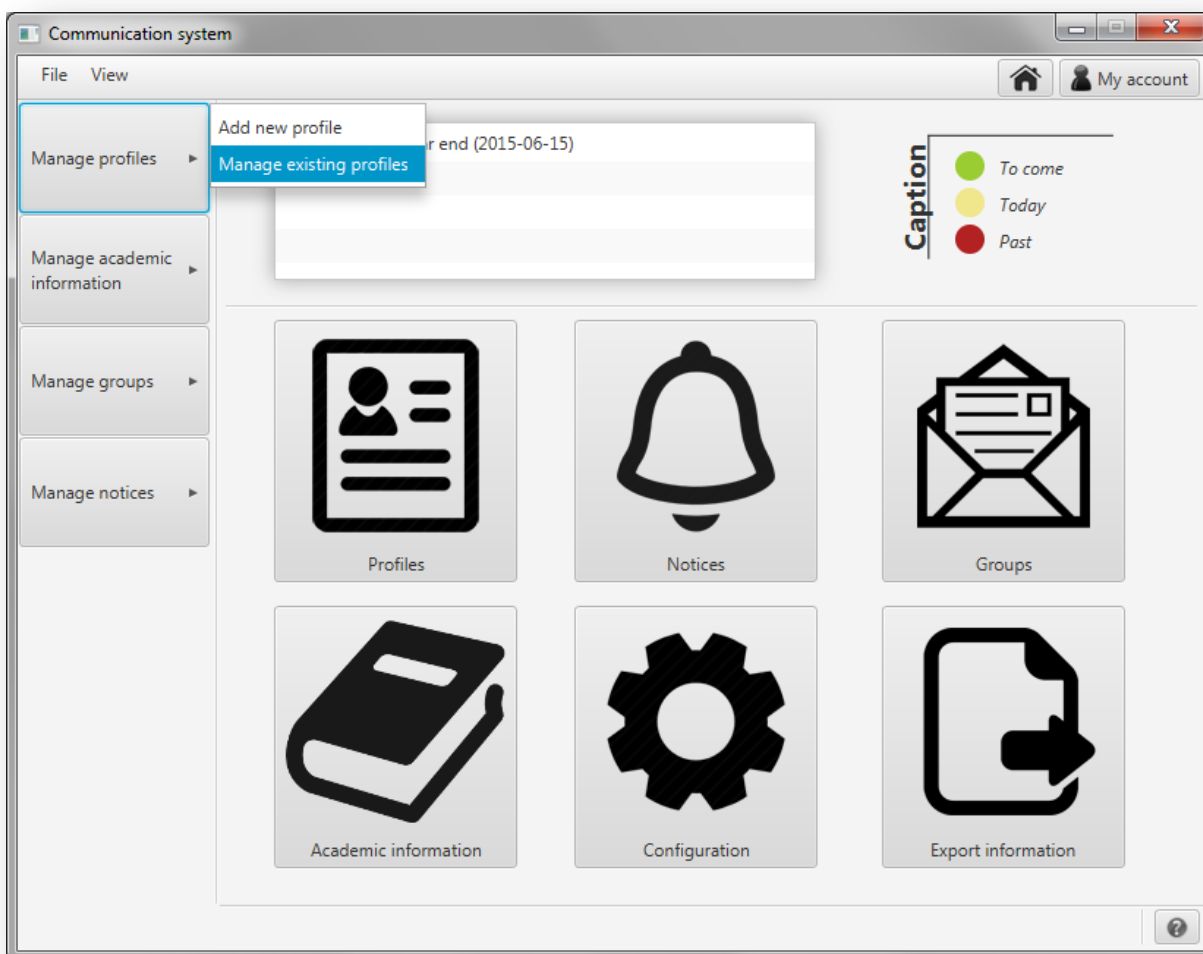 Communication system
File View
My account
Manage profiles
Add new profile
Manage existing profiles
end (2015-06-15)
Caption
To come
Today
Past
Manage academic
information
Manage groups
Manage notices
Profiles
Notices
Groups
Academic information
Configuration
Export information